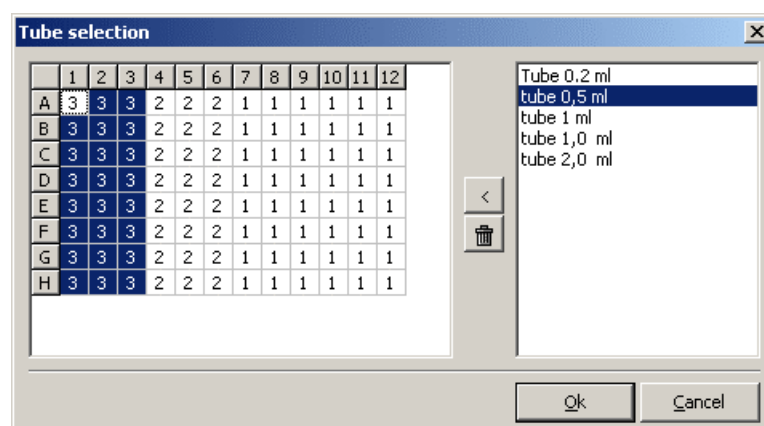 Tube selection
1 2 3 4 5 6 7 8 9 10 11 12
A 3 3 3 2 2 2 1 1 1 1 1 1
B 3 3 3 2 2 2 1 1 1 1 1 1
C 3 3 3 2 2 2 1 1 1 1 1 1
D 3 3 3 2 2 2 1 1 1 1 1 1
E 3 3 3 2 2 2 1 1 1 1 1 1
F 3 3 3 2 2 2 1 1 1 1 1 1
G 3 3 3 2 2 2 1 1 1 1 1 1
H 3 3 3 2 2 2 1 1 1 1 1 1
<
Tube 0.2 ml
tube 0,5 ml
tube 1 ml
tube 1,0 ml
tube 2,0 ml
Ok
Cancel